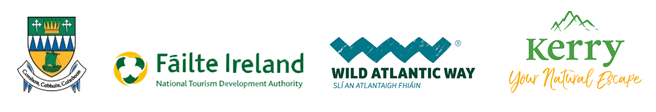 Comhar, Cabhair, Cairdeas
Fáilte Ireland
National Tourism Development Authority
WILD ATLANTIC WAY
®
SLÍ AN ATLANTAIGH FHIÁIN
Kerry
Your Natural Escape